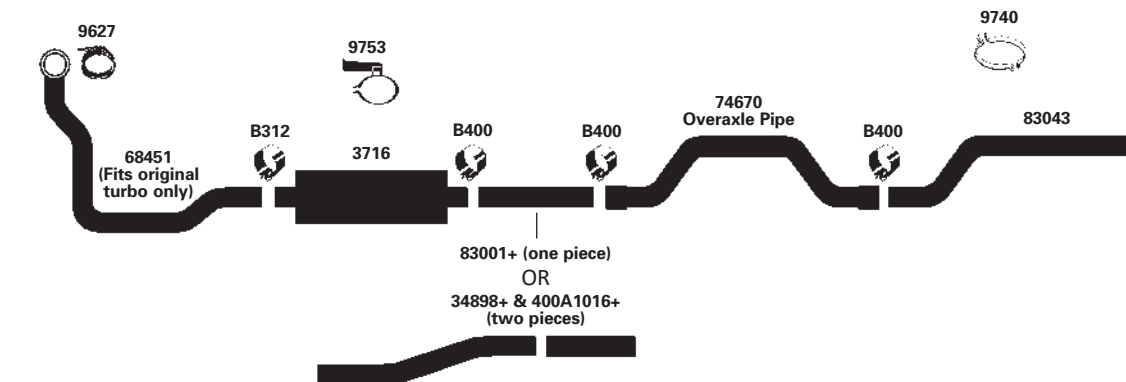 9627
9753
9740
68451
(Fits original
turbo only)
B312
3716
B400
B400
74670
Overaxle Pipe
B400
83043
83001+ (one piece)
OR
34898+ & 400A1016+
(two pieces)